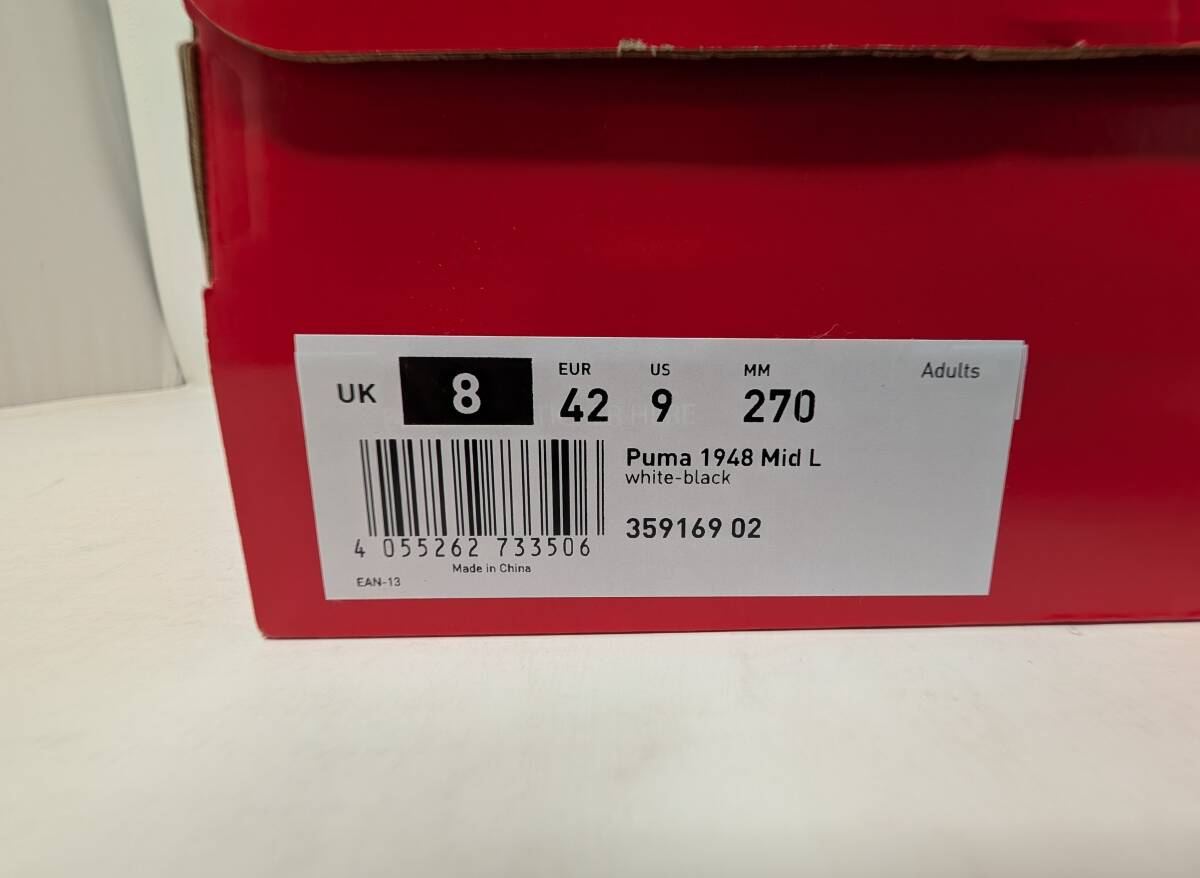 UK 8 EUR 42 US 9 MM 270 Adults
Puma 1948 Mid L
white-black
359169 02
4 055262 733506
Made in China
EAN-13